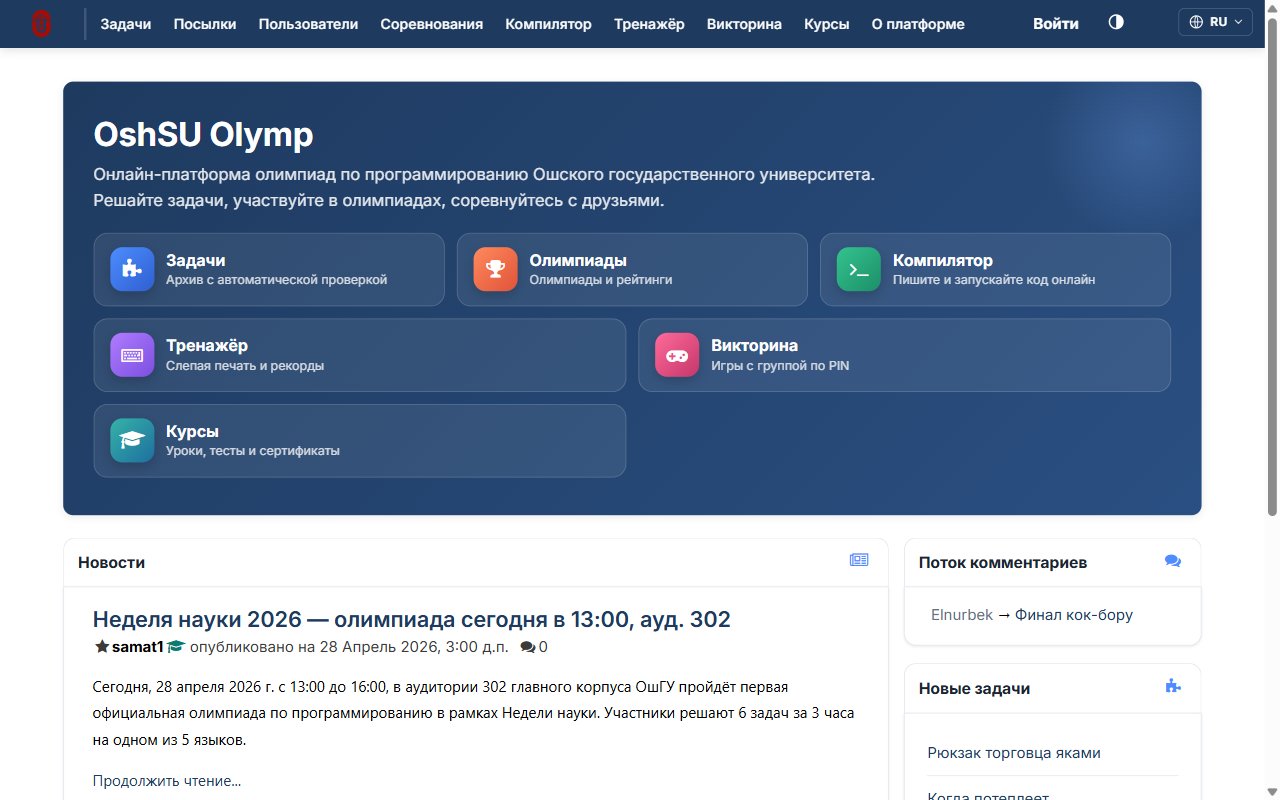 Задачи Посылки Пользователи Соревнования Компилятор Тренажёр Викторина Курсы О платформе Войти RU
OshSU Olymp
Онлайн-платформа олимпиад по программированию Ошского государственного университета.
Решайте задачи, участвуйте в олимпиадах, соревнуйтесь с друзьями.
Задачи
Архив с автоматической проверкой
Олимпиады
Олимпиады и рейтинги
Компилятор
Пишите и запускайте код онлайн
Тренажёр
Слепая печать и рекорды
Викторина
Игры с группой по PIN
Курсы
Уроки, тесты и сертификаты
Новости
Неделя науки 2026 — олимпиада сегодня в 13:00, ауд. 302
samat1 опубликовано на 28 Апрель 2026, 3:00 д.п. 0
Сегодня, 28 апреля 2026 г. с 13:00 до 16:00, в аудитории 302 главного корпуса ОшГУ пройдёт первая
официальная олимпиада по программированию в рамках Недели науки. Участники решают 6 задач за 3 часа
на одном из 5 языков.
Продолжить чтение...
Поток комментариев
Elnurbek → Финал кок-бору
Новые задачи
Рюкзак торговца яками
Когда потеплеет